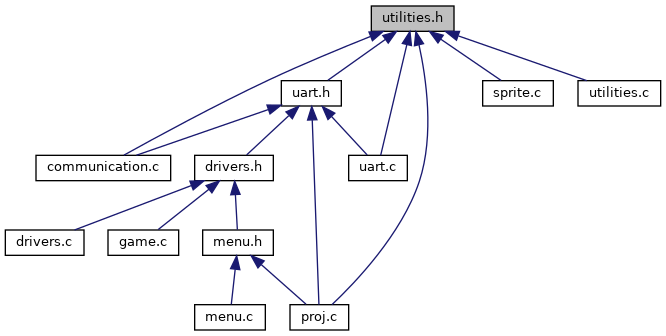 utilities.h
uart.h
sprite.c
utilities.c
communication.c
drivers.h
uart.c
drivers.c
game.c
menu.h
menu.c
proj.c